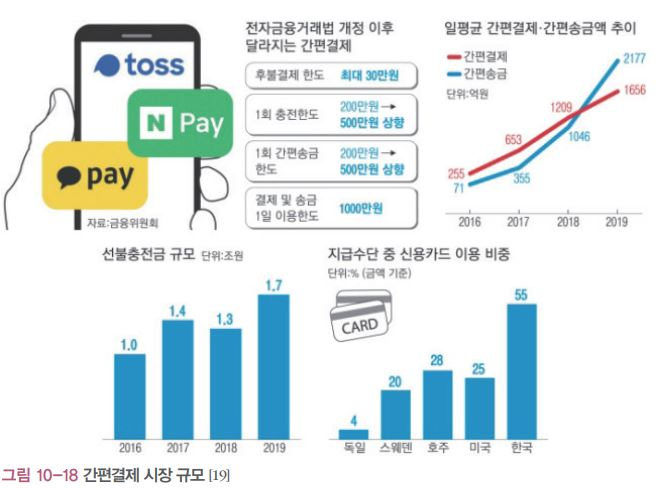 toss
N Pay
pay
자료:금융위원회
전자금융거래법 개정 이후
달라지는 간편결제
후불결제 한도 최대 30만원
1회 충전한도 200만원→
500만원 상향
1회 간편송금
한도 200만원→
500만원 상향
결제 및 송금
1일 이용한도 1000만원
일평균 간편결제·간편송금액 추이
간편결제
간편송금
단위:억원
2177
1656
1209
1046
653
355
255
71
2016 2017 2018 2019
선불충전금 규모 단위:조원
1.0 1.4 1.3 1.7
2016 2017 2018 2019
지급수단 중 신용카드 이용 비중
단위:% (금액 기준)
CARD
4 20 28 25 55
독일 스웨덴 호주 미국 한국
그림 10-18 간편결제 시장 규모 [19]